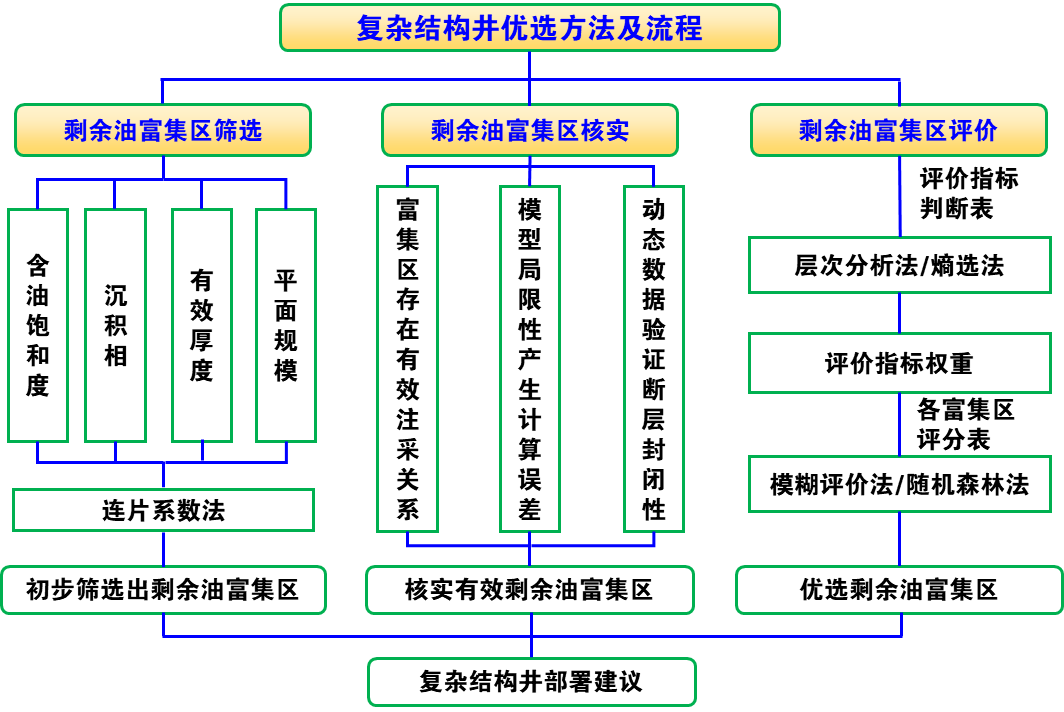 复杂结构井优选方法及流程
剩余油富集区筛选
剩余油富集区核实
剩余油富集区评价
含油饱和度
沉积相
有效厚度
平面规模
连片系数法
初步筛选出剩余油富集区
富集区存在有效注采关系
模型局限性产生计算误差
动态数据验证断层封闭性
核实有效剩余油富集区
评价指标
判断表
层次分析法/熵选法
评价指标权重
各富集区
评分表
模糊评价法/随机森林法
优选剩余油富集区
复杂结构井部署建议